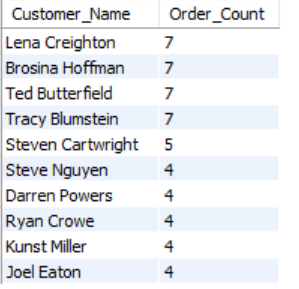 Customer_Name Order_Count
Lena Creighton 7
Brosina Hoffman 7
Ted Butterfield 7
Tracy Blumstein 7
Steven Cartwright 5
Steve Nguyen 4
Darren Powers 4
Ryan Crowe 4
Kunst Miller 4
Joel Eaton 4